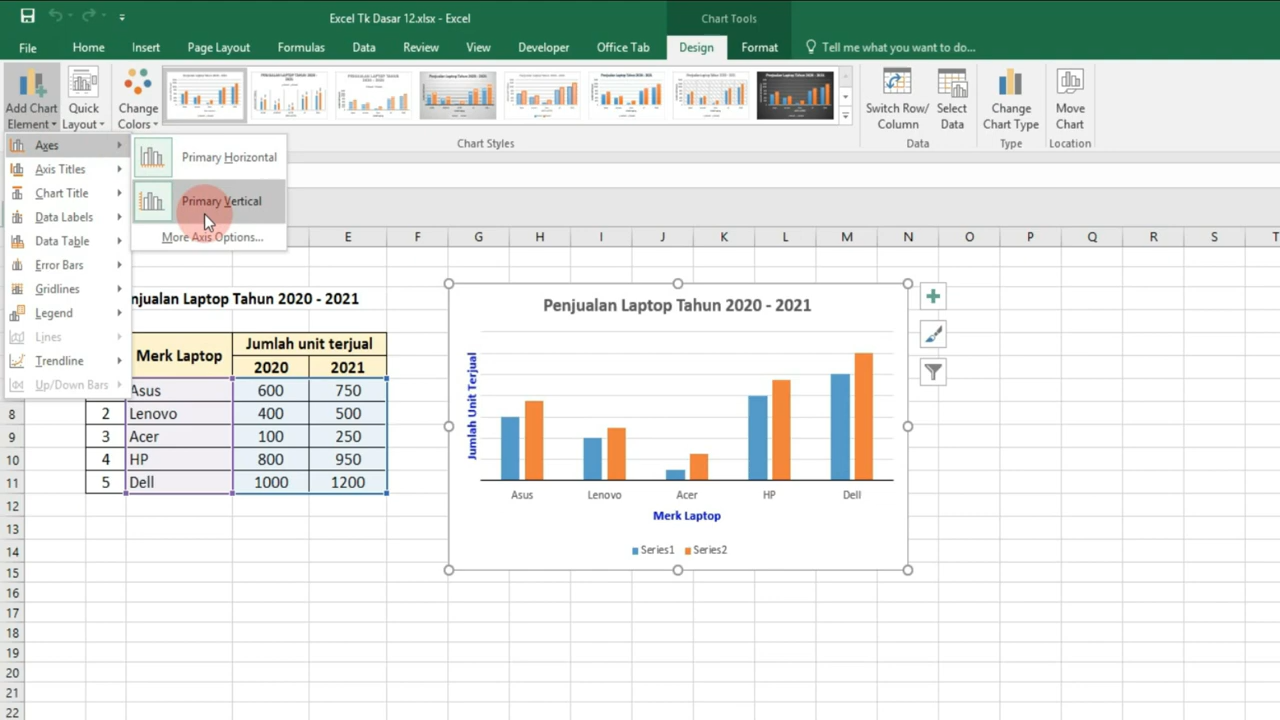 Excel Tk Dasar 12.xlsx - Excel
Chart Tools
File Home Insert Page Layout Formulas Data Review View Developer Office Tab Design Format Tell me what you want to do...
Add Chart Element
Quick Layout
Change Colors
Switch Row/ Column
Select Data
Change Chart Type
Move Chart
Chart Styles
Data
Type
Location
Axes
Axis Titles
Chart Title
Data Labels
Data Table
Error Bars
Gridlines
Legend
Lines
Trendline
Up/Down Bars
Primary Horizontal
Primary Vertical
More Axis Options...
E F G H I J K L M N O P Q R S T
njualan Laptop Tahun 2020 - 2021
Merk Laptop Jumlah unit terjual
2020 2021
Asus 600 750
8 2 Lenovo 400 500
9 3 Acer 100 250
10 4 HP 800 950
11 5 Dell 1000 1200
12
13
14
15
16
17
18
19
20
21
22
Penjualan Laptop Tahun 2020 - 2021
Jumlah Unit Terjual
Asus Lenovo Acer HP Dell
Merk Laptop
Series1 Series2